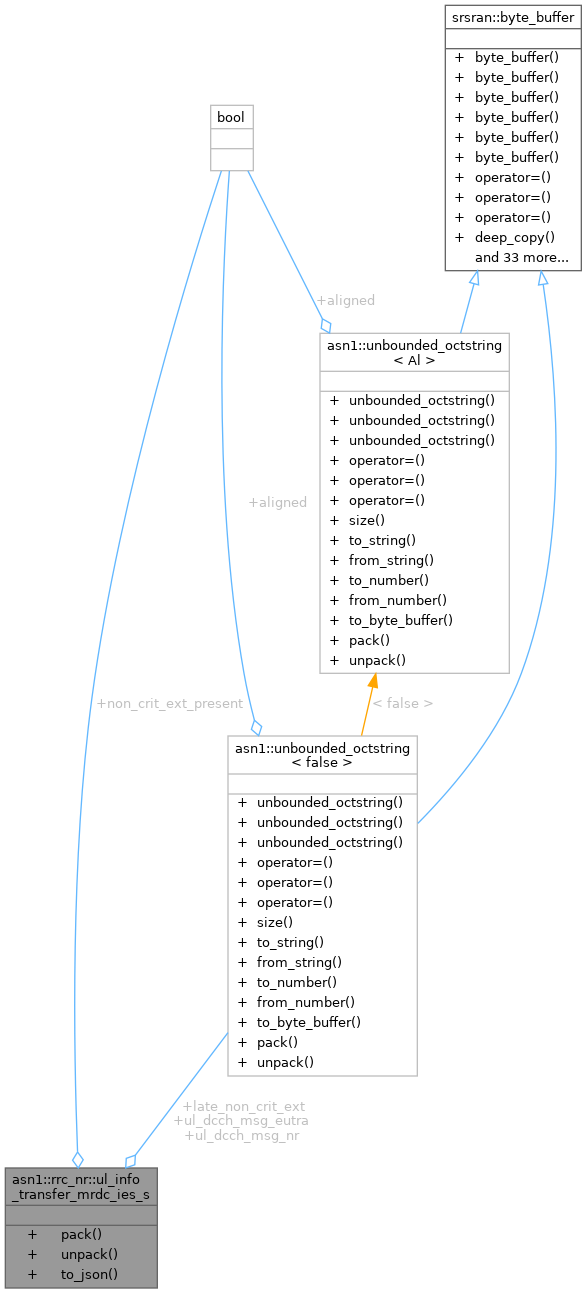 srsran::byte_buffer
+ byte_buffer()
+ byte_buffer()
+ byte_buffer()
+ byte_buffer()
+ byte_buffer()
+ byte_buffer()
+ operator=()
+ operator=()
+ operator=()
+ deep_copy()
and 33 more...
bool
+aligned
asn1::unbounded_octstring
< Al >
+ unbounded_octstring()
+ unbounded_octstring()
+ unbounded_octstring()
+ operator=()
+ operator=()
+ operator=()
+ size()
+ to_string()
+ from_string()
+ to_number()
+ from_number()
+ to_byte_buffer()
+ pack()
+ unpack()
+aligned
+non_crit_ext_present
< false >
asn1::unbounded_octstring
< false >
+ unbounded_octstring()
+ unbounded_octstring()
+ unbounded_octstring()
+ operator=()
+ operator=()
+ operator=()
+ size()
+ to_string()
+ from_string()
+ to_number()
+ from_number()
+ to_byte_buffer()
+ pack()
+ unpack()
+late_non_crit_ext
+ul_dcch_msg_eutra
+ul_dcch_msg_nr
asn1::rrc_nr::ul_info
_transfer_mrdc_ies_s
+ pack()
+ unpack()
+ to_json()